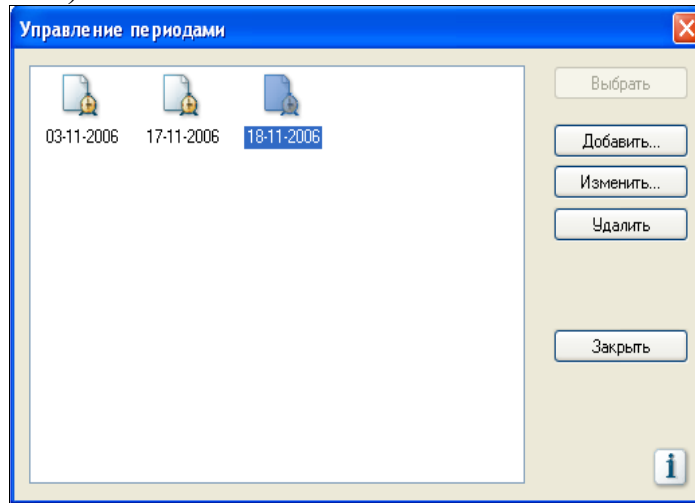 )
Управление периодами
03-11-2006 17-11-2006 18-11-2006
Выбрать
Добавить...
Изменить...
Удалить
Закрыть
i